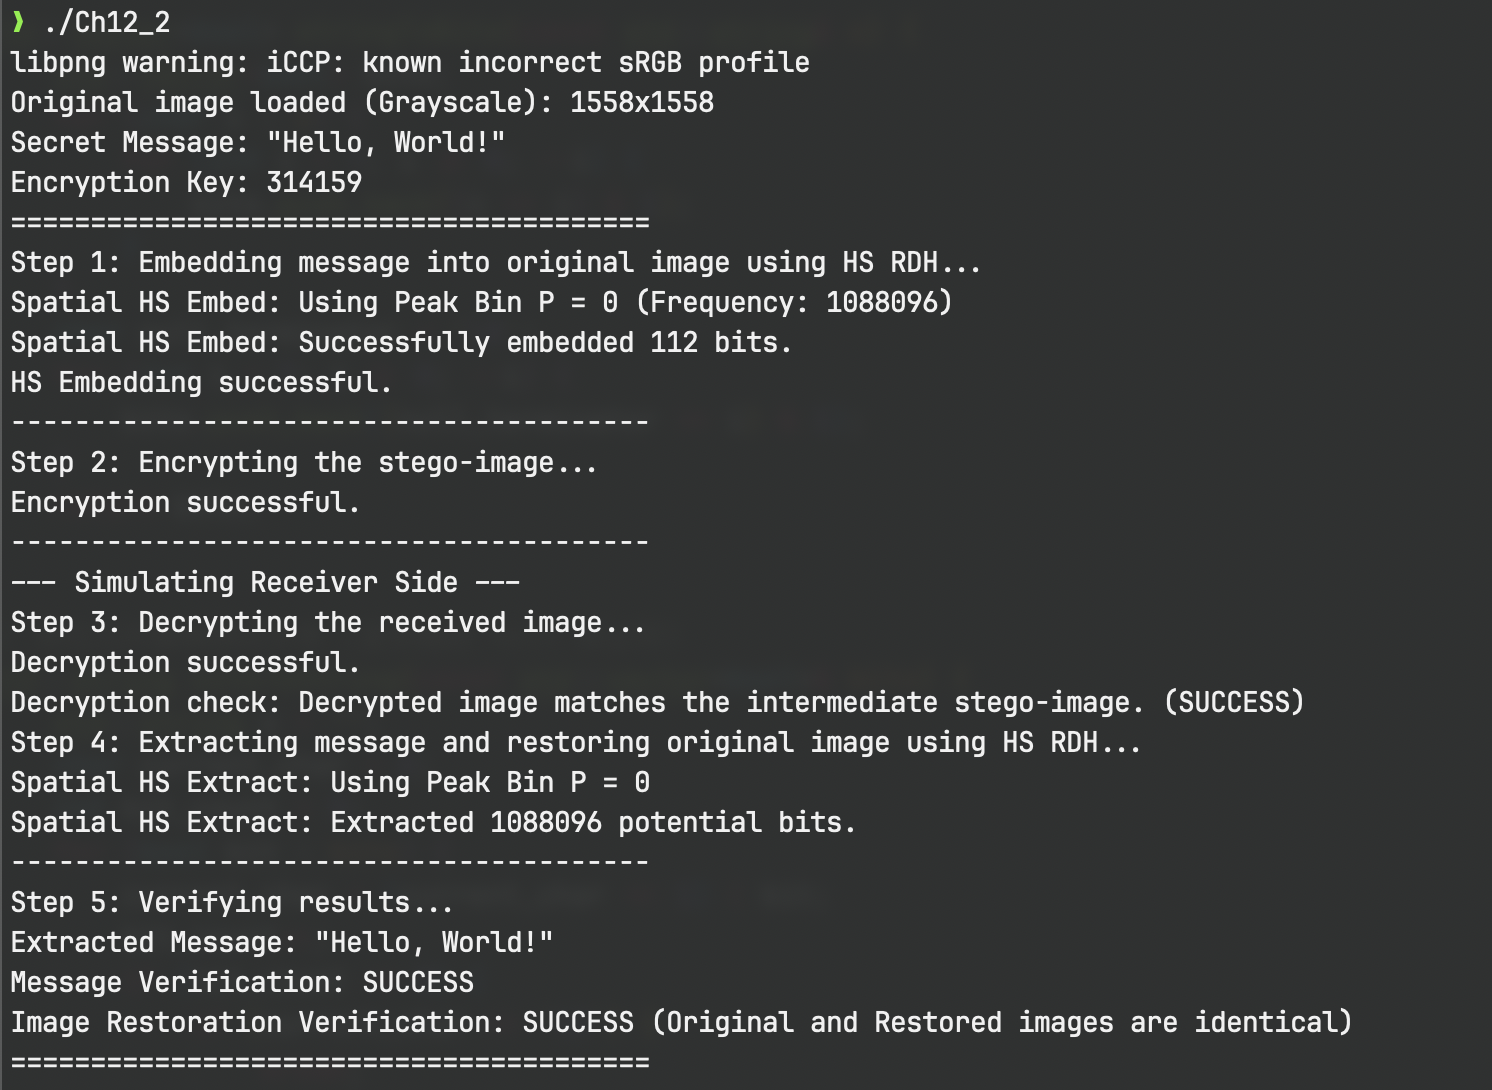 ❯ ./Ch12_2
libpng warning: iCCP: known incorrect sRGB profile
Original image loaded (Grayscale): 1558x1558
Secret Message: "Hello, World!"
Encryption Key: 314159
========================================
Step 1: Embedding message into original image using HS RDH...
Spatial HS Embed: Using Peak Bin P = 0 (Frequency: 1088096)
Spatial HS Embed: Successfully embedded 112 bits.
HS Embedding successful.
----------------------------------------
Step 2: Encrypting the stego-image...
Encryption successful.
----------------------------------------
--- Simulating Receiver Side ---
Step 3: Decrypting the received image...
Decryption successful.
Decryption check: Decrypted image matches the intermediate stego-image. (SUCCESS)
Step 4: Extracting message and restoring original image using HS RDH...
Spatial HS Extract: Using Peak Bin P = 0
Spatial HS Extract: Extracted 1088096 potential bits.
----------------------------------------
Step 5: Verifying results...
Extracted Message: "Hello, World!"
Message Verification: SUCCESS
Image Restoration Verification: SUCCESS (Original and Restored images are identical)
========================================